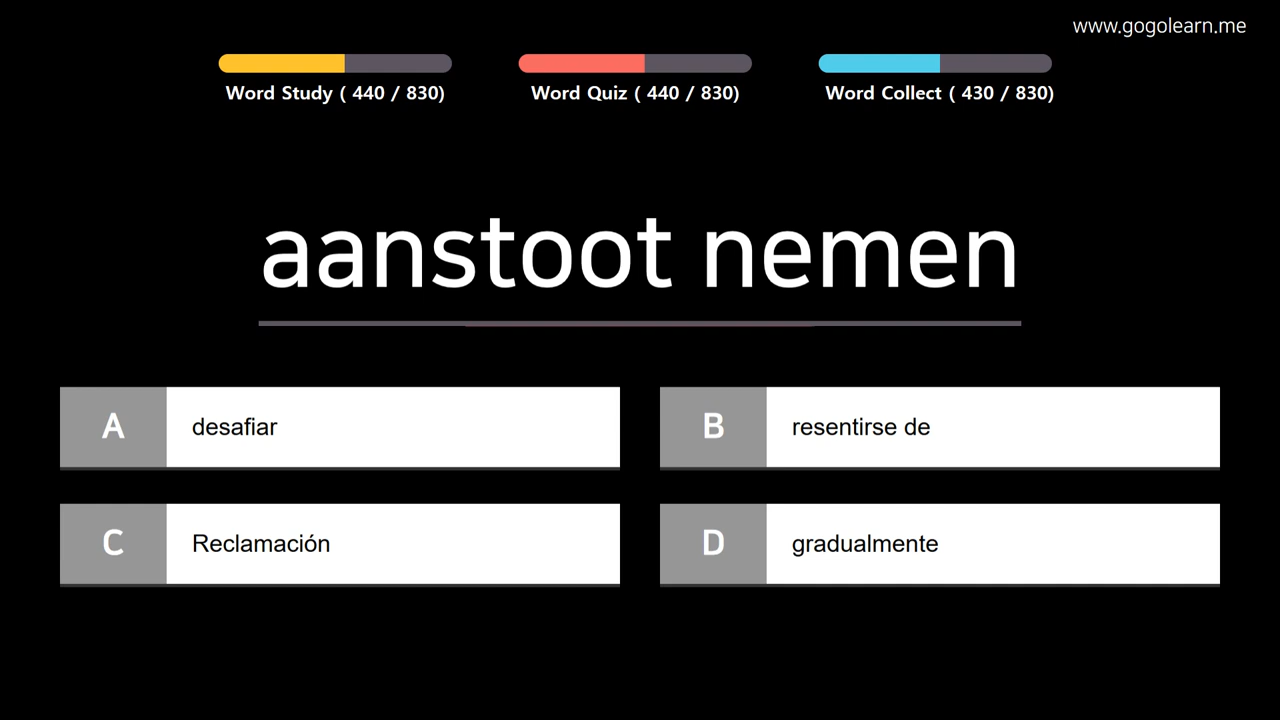 www.gogolearn.me
Word Study ( 440 / 830)
Word Quiz ( 440 / 830)
Word Collect ( 430 / 830)
aanstoot nemen
A desafiar
B resentirse de
C Reclamación
D gradualmente